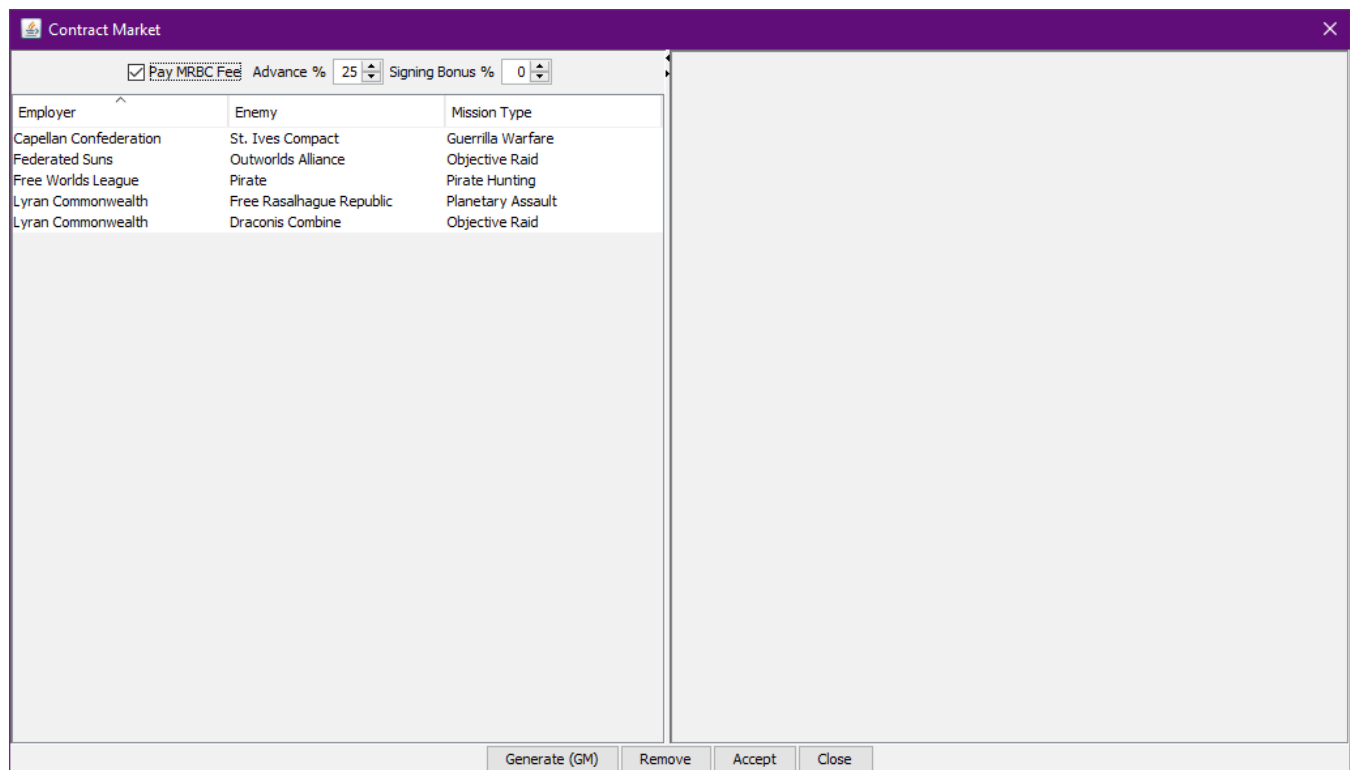 Contract Market
Pay MRBC Fee Advance % 25 Signing Bonus % 0
Employer Enemy Mission Type
Capellan Confederation St. Ives Compact Guerrilla Warfare
Federated Suns Outworlds Alliance Objective Raid
Free Worlds League Pirate Pirate Hunting
Lyran Commonwealth Free Rasalhague Republic Planetary Assault
Lyran Commonwealth Draconis Combine Objective Raid
Generate (GM) Remove Accept Close